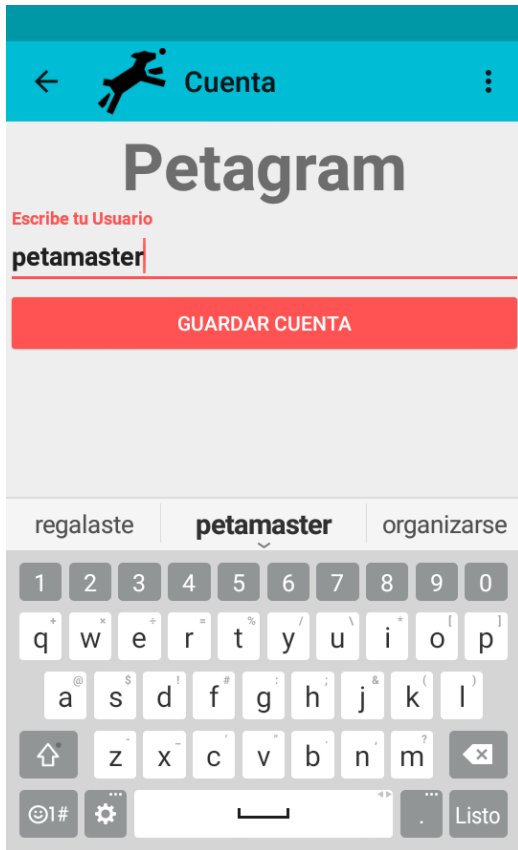 Cuenta
Petagram
Escribe tu Usuario
petamaster
GUARDAR CUENTA
regalaste petamaster organizarse
1 2 3 4 5 6 7 8 9 0
+ × ÷ = % / \ * [ ]
q w e r t y u i o p
@ $ ! # : ; & ( )
a s d f g h j k l
z x c v b n m
1# . Listo